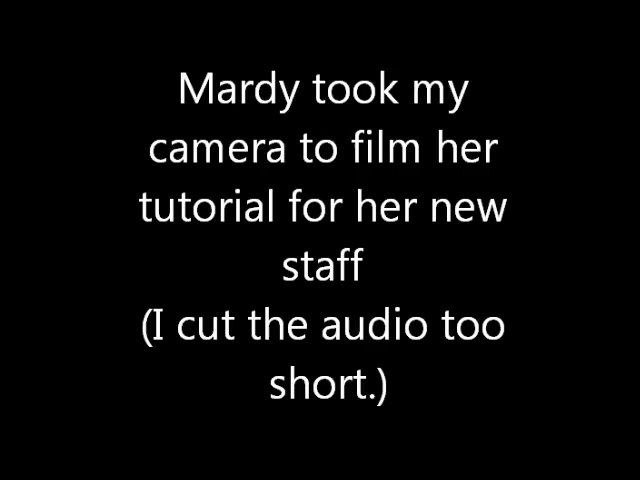 Mardy took my
camera to film her
tutorial for her new
staff
(I cut the audio too
short.)